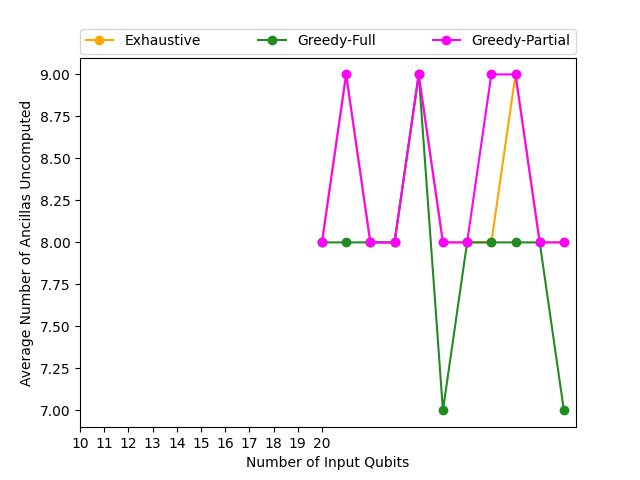 Exhaustive Greedy-Full Greedy-Partial
9.00
8.75
8.50
8.25
8.00
7.75
7.50
7.25
7.00
Average Number of Ancillas Uncomputed
10 11 12 13 14 15 16 17 18 19 20
Number of Input Qubits